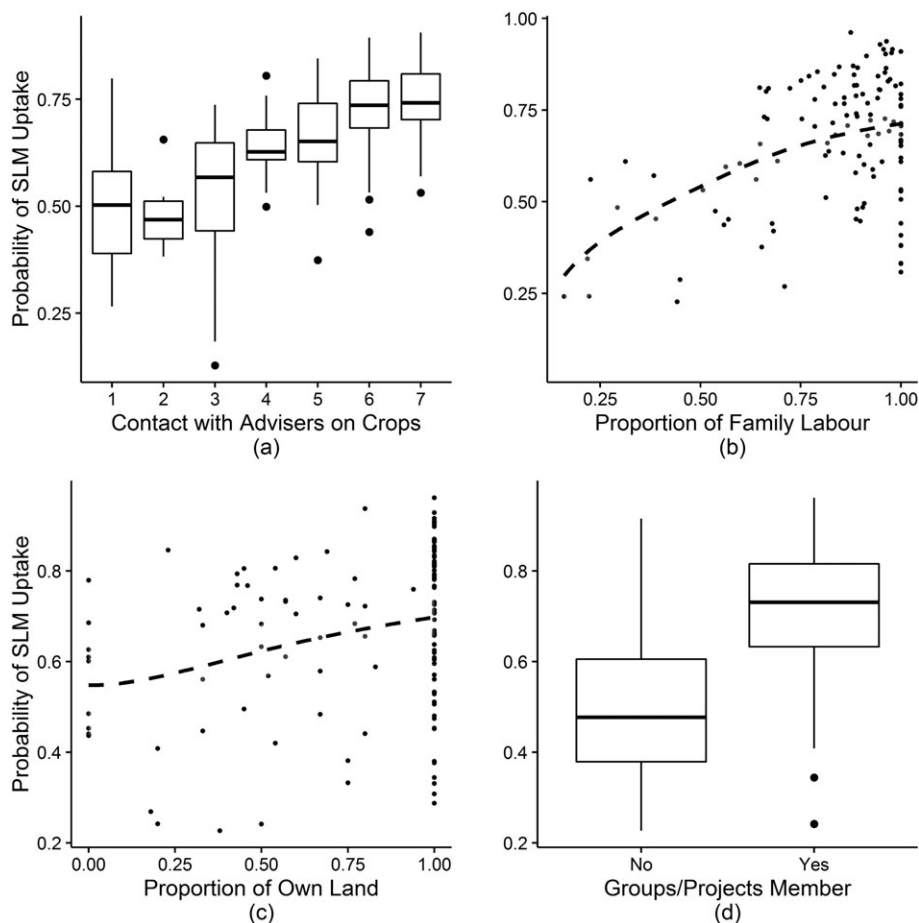 Probability of SLM Uptake
0.75
0.50
0.25
1 2 3 4 5 6 7
Contact with Advisers on Crops
(a)
1.00
0.75
0.50
0.25
0.25 0.50 0.75 1.00
Proportion of Family Labour
(b)
Probability of SLM Uptake
0.8
0.6
0.4
0.2
0.00 0.25 0.50 0.75 1.00
Proportion of Own Land
(c)
0.8
0.6
0.4
0.2
No Yes
Groups/Projects Member
(d)